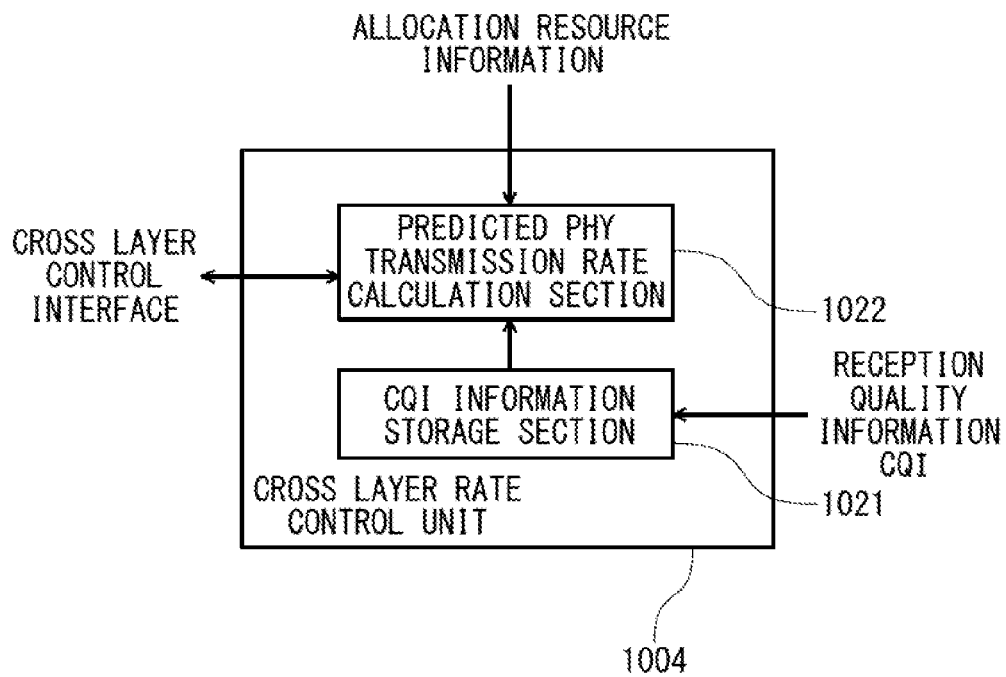 ALLOCATION RESOURCE
INFORMATION
CROSS LAYER
CONTROL
INTERFACE
PREDICTED PHY
TRANSMISSION RATE
CALCULATION SECTION
1022
CQI INFORMATION
STORAGE SECTION
RECEPTION
QUALITY
INFORMATION
CQI
1021
CROSS LAYER RATE
CONTROL UNIT
1004